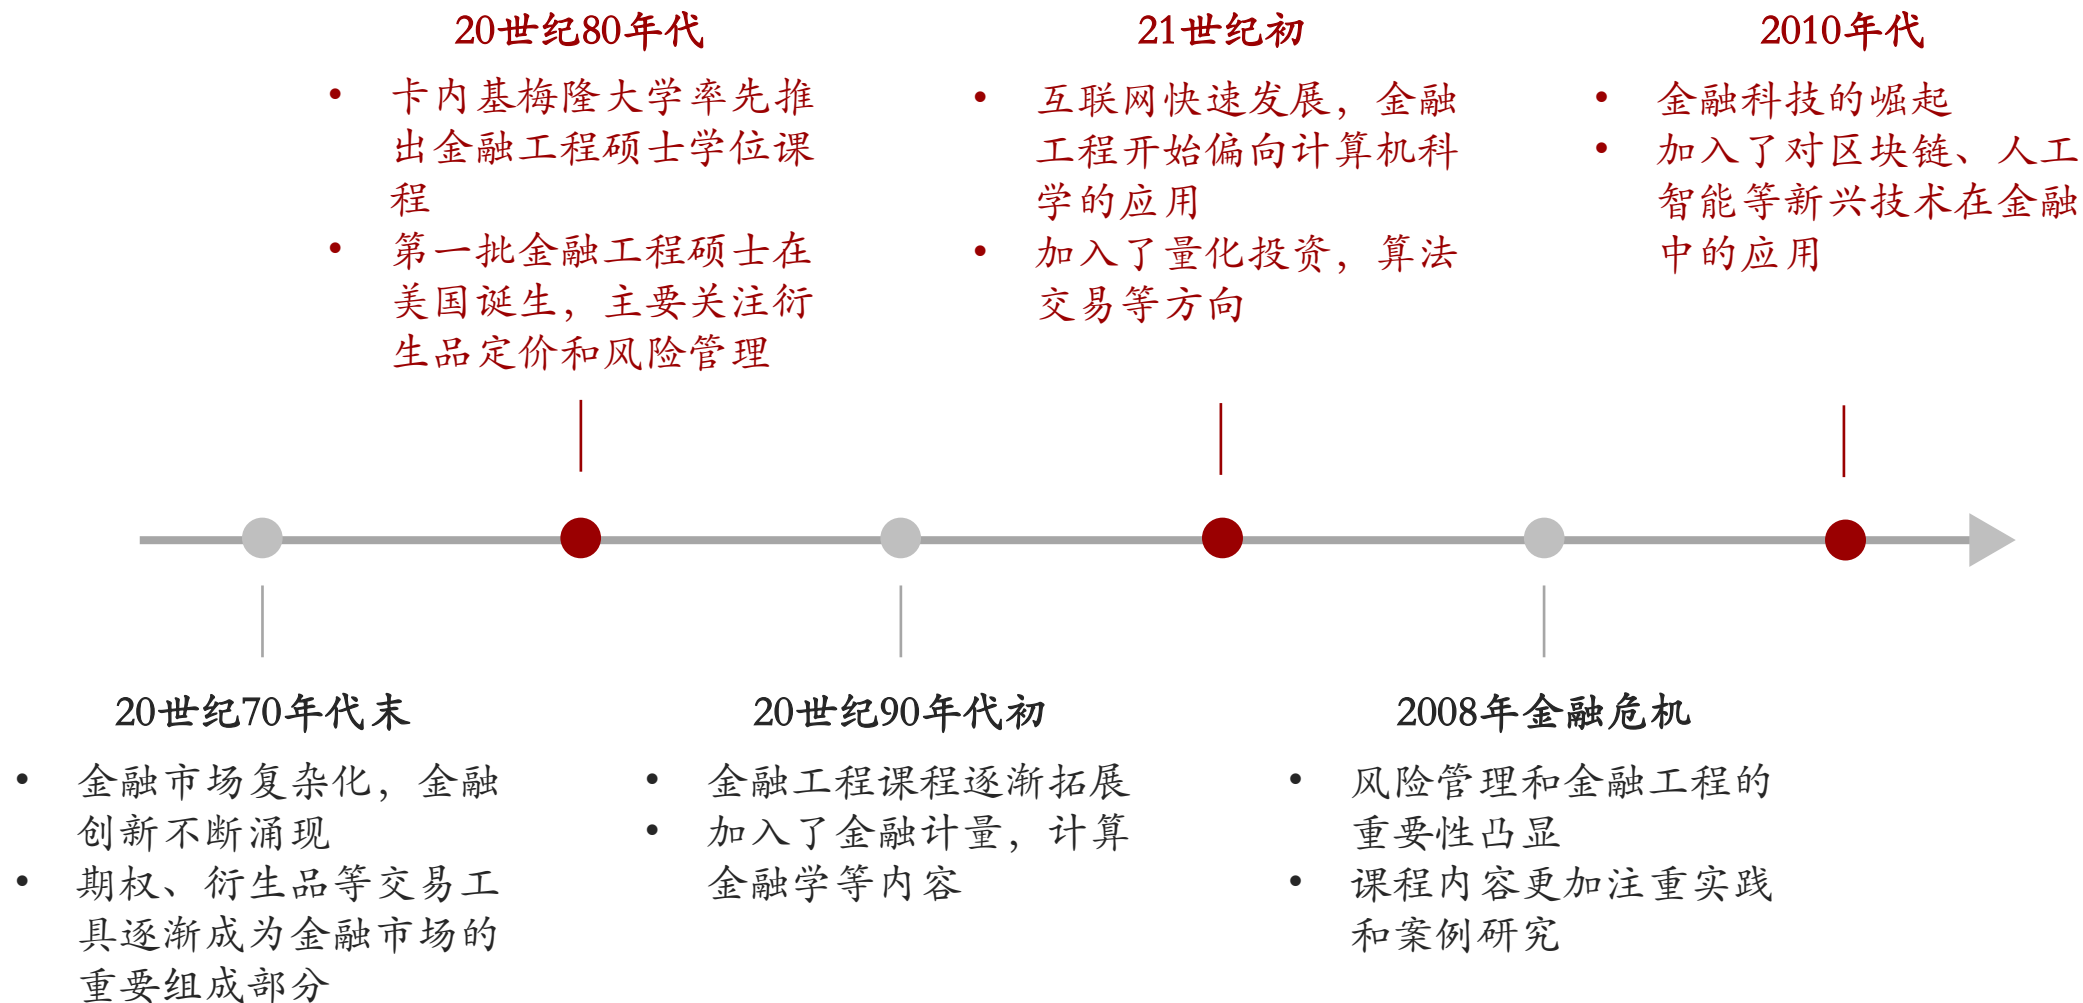 20世纪80年代
• 卡内基梅隆大学率先推
出金融工程硕士学位课
程
• 第一批金融工程硕士在
美国诞生，主要关注衍
生品定价和风险管理
21世纪初
• 互联网快速发展，金融
工程开始偏向计算机科
学的应用
• 加入了量化投资，算法
交易等方向
2010年代
• 金融科技的崛起
• 加入了对区块链、人工
智能等新兴技术在金融
中的应用
20世纪70年代末
• 金融市场复杂化，金融
创新不断涌现
• 期权、衍生品等交易工
具逐渐成为金融市场的
重要组成部分
20世纪90年代初
• 金融工程课程逐渐拓展
• 加入了金融计量，计算
金融学等内容
2008年金融危机
• 风险管理和金融工程的
重要性凸显
• 课程内容更加注重实践
和案例研究